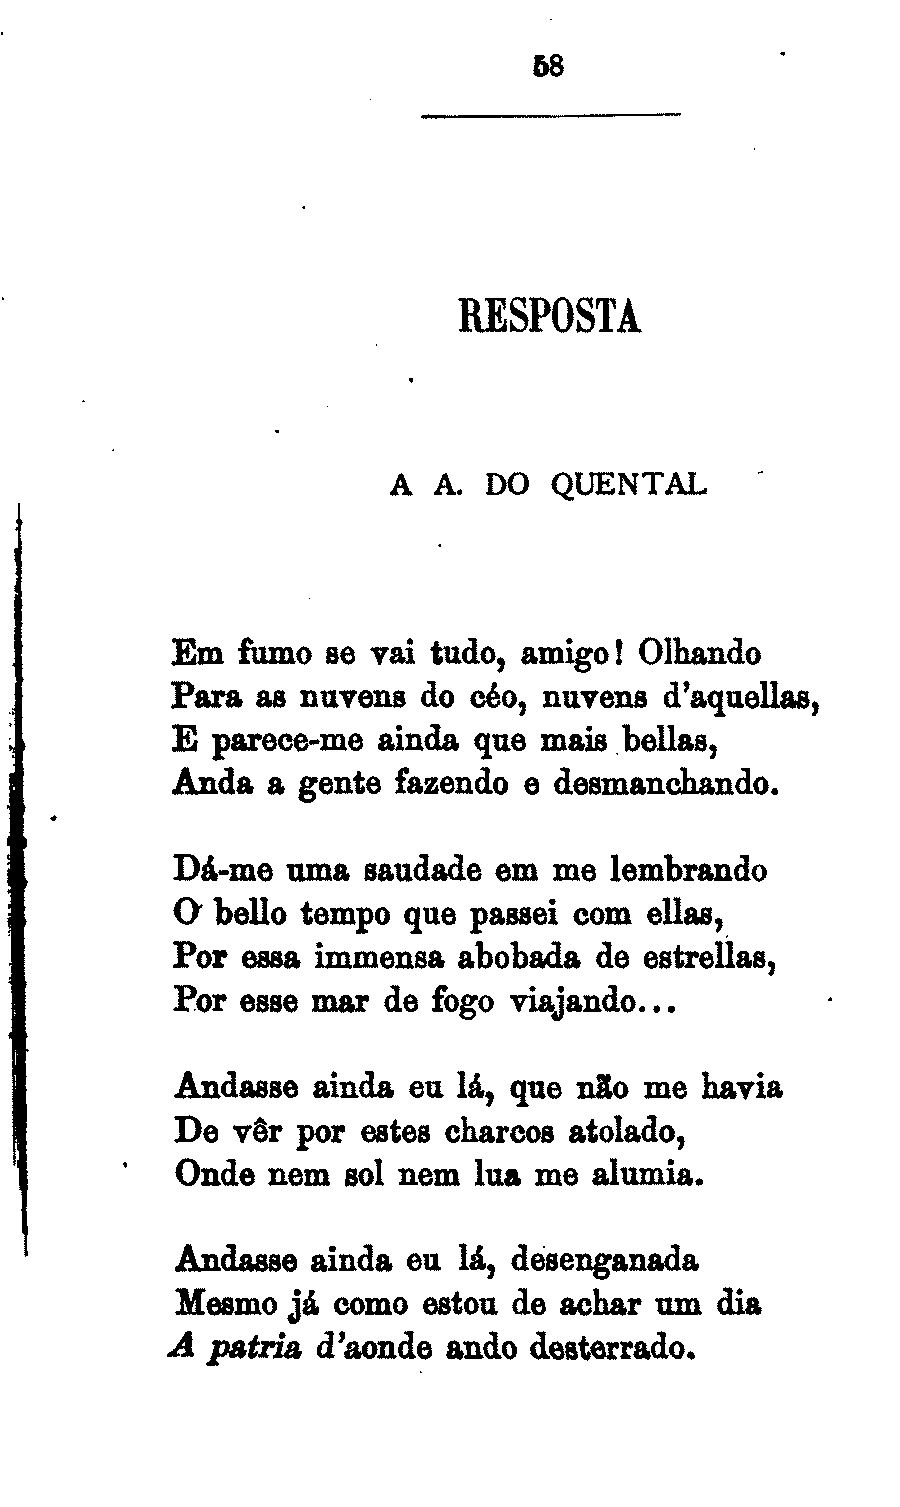 58
RESPOSTA
A A. DO QUENTAL
Em fumo se vai tudo, amigo! Olhando
Para as nuvens do céo, nuvens d'aquellas,
E parece-me ainda que mais bellas,
Anda a gente fazendo e desmanchando.
Dá-me uma saudade em me lembrando
O bello tempo que passei com ellas,
Por essa immensa abobada de estrellas,
Por esse mar de fogo viajando...
Andasse ainda eu lá, que não me havia
De vêr por estes charcos atolado,
Onde nem sol nem lua me alumia.
Andasse ainda eu lá, desenganada
Mesmo já como estou de achar um dia
A patria d'aonde ando desterrado.